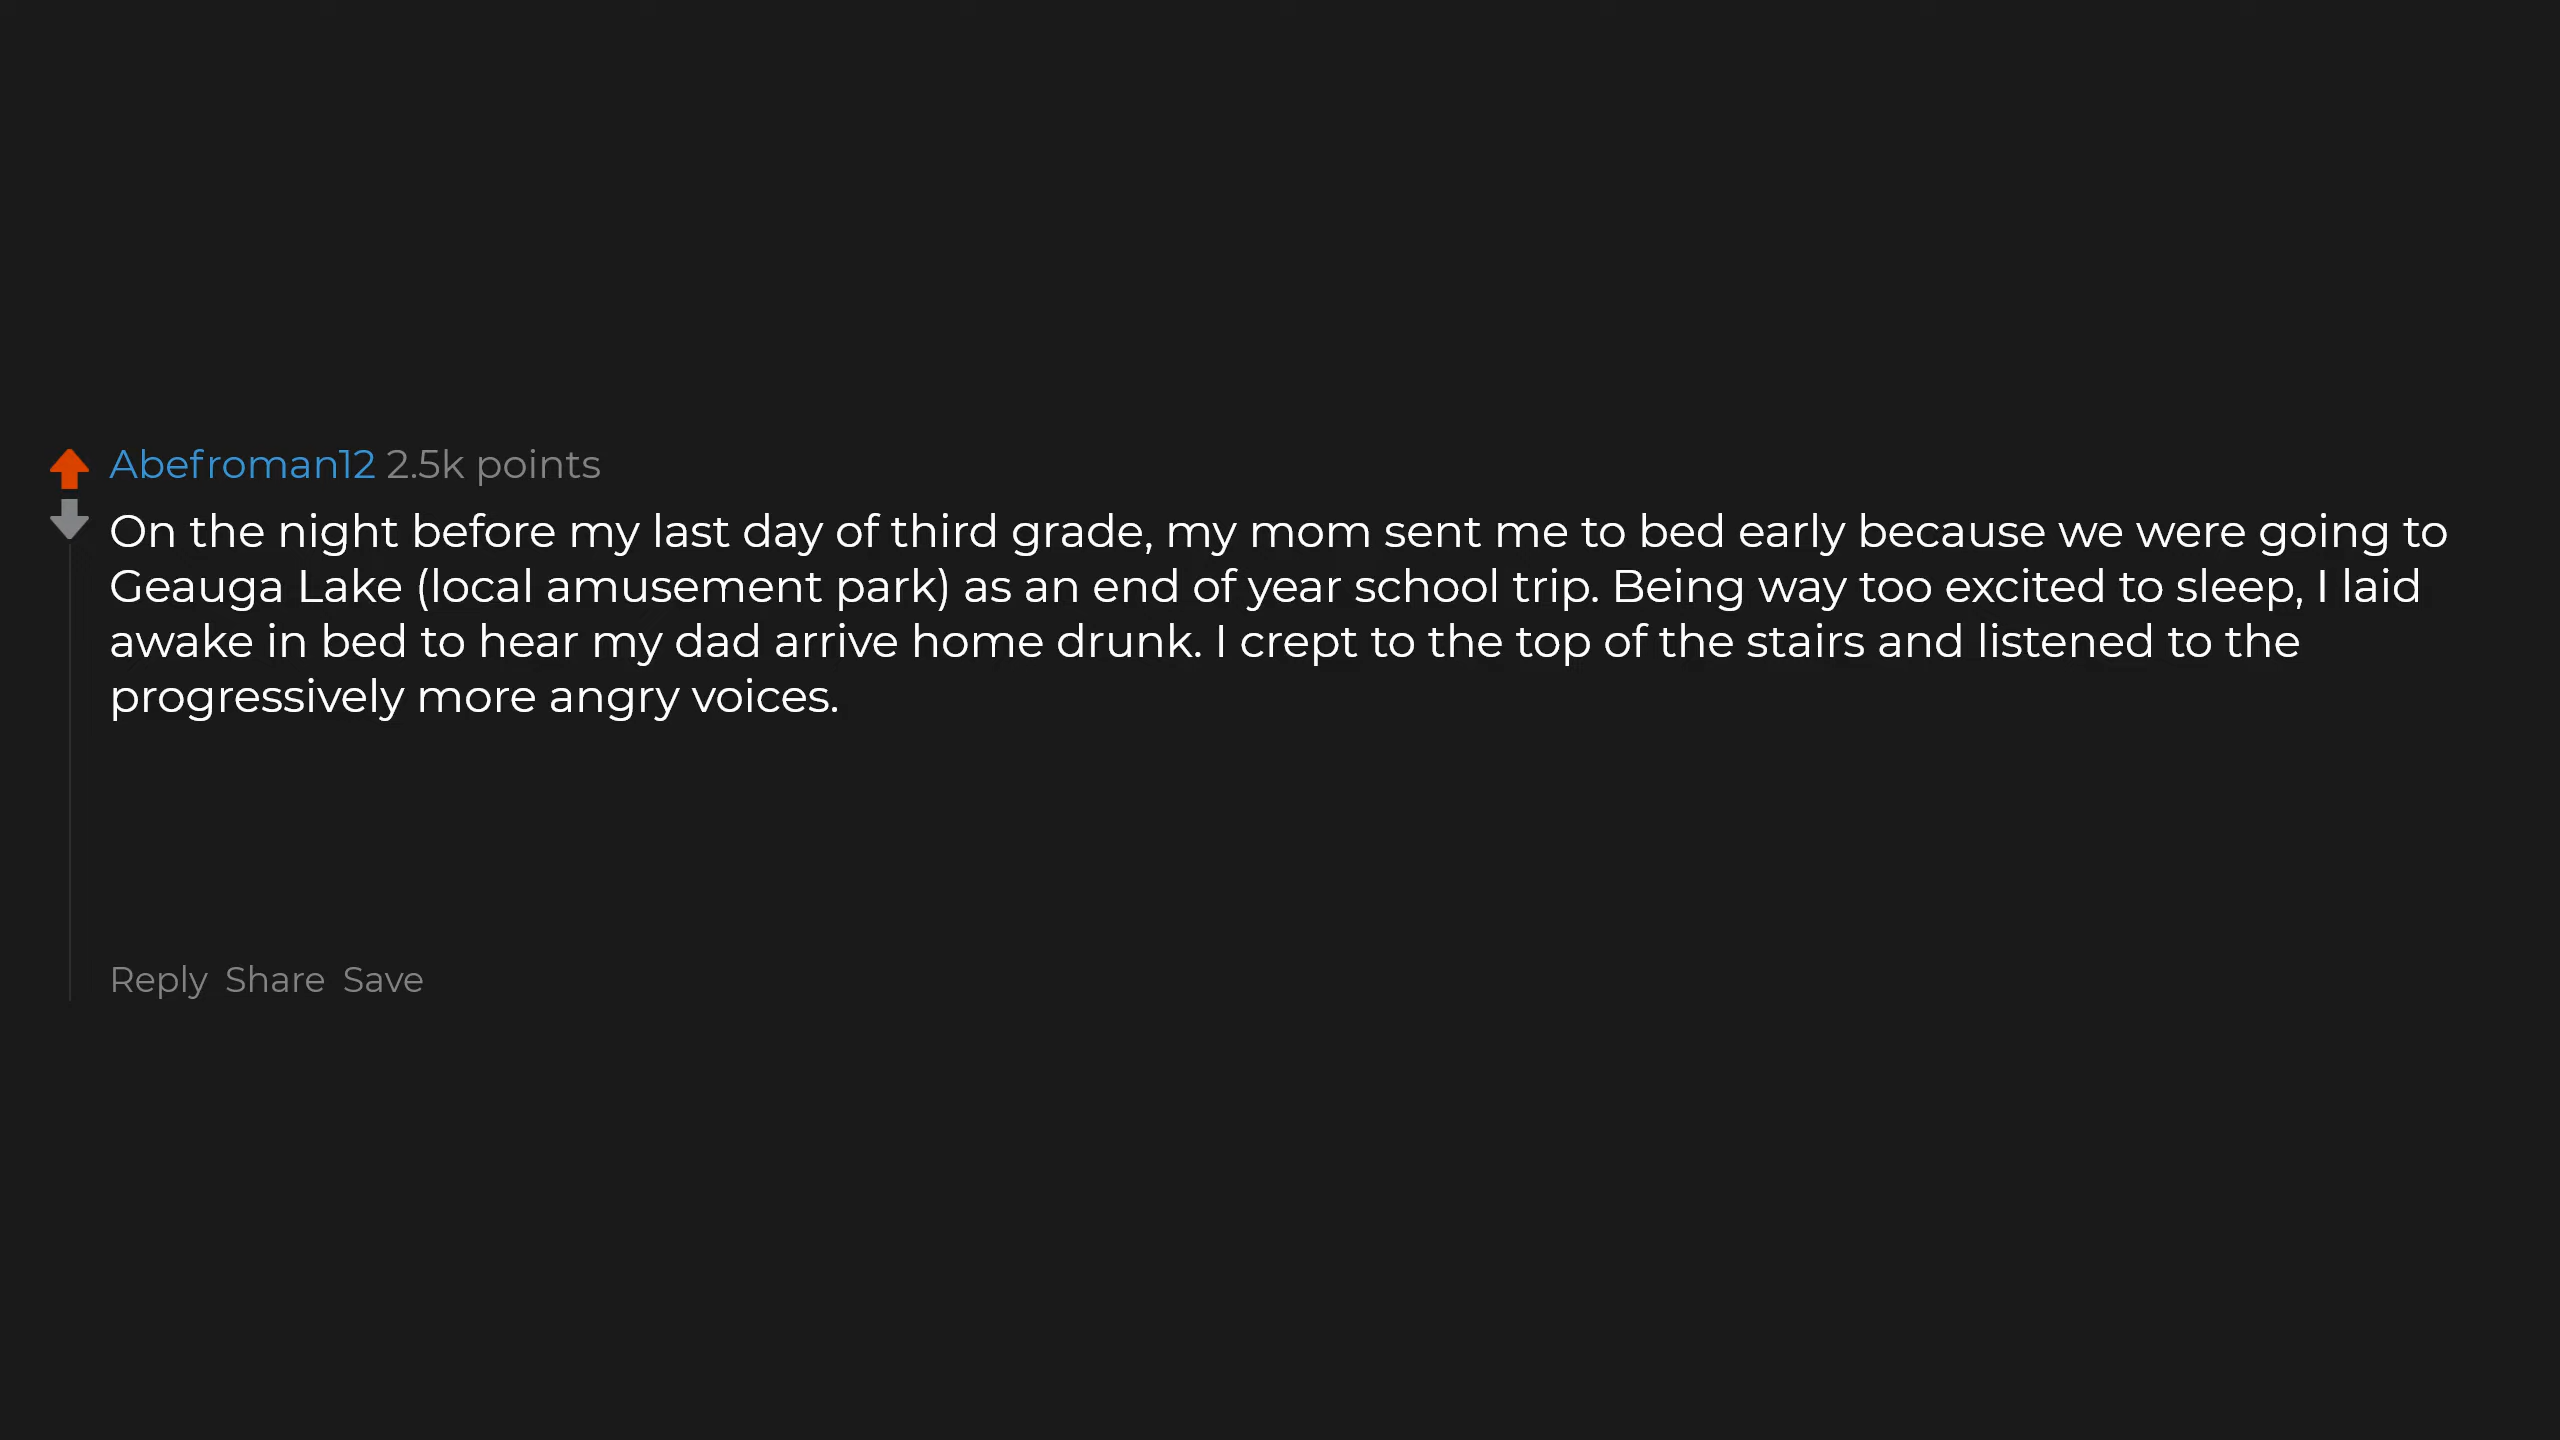 Abefroman12 2.5k points
On the night before my last day of third grade, my mom sent me to bed early because we were going to
Geauga Lake (local amusement park) as an end of year school trip. Being way too excited to sleep, I laid
awake in bed to hear my dad arrive home drunk. I crept to the top of the stairs and listened to the
progressively more angry voices.
Reply Share Save